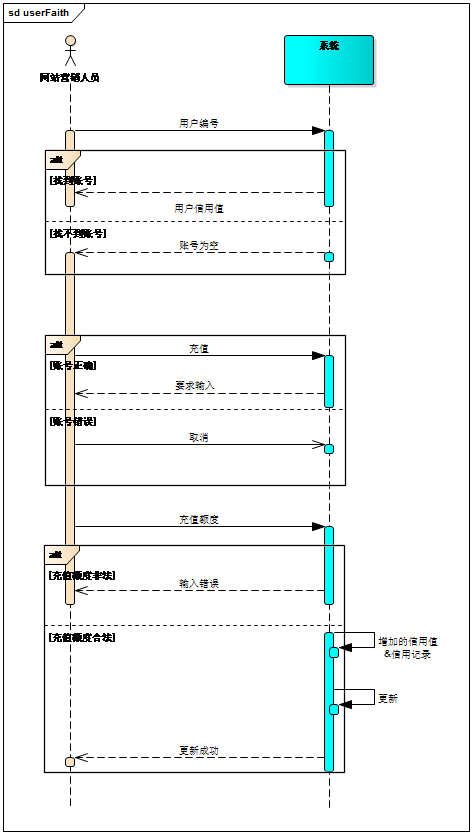 sd userFaith
系统
网站营销人员
用户编号
alt
[找到账号]
用户信用值
[找不到账号]
账号为空
alt
充值
[账号正确]
要求输入
[账号错误]
取消
充值额度
alt
[充值额度非法]
输入错误
[充值额度合法]
增加的信用值
&信用记录
更新
更新成功